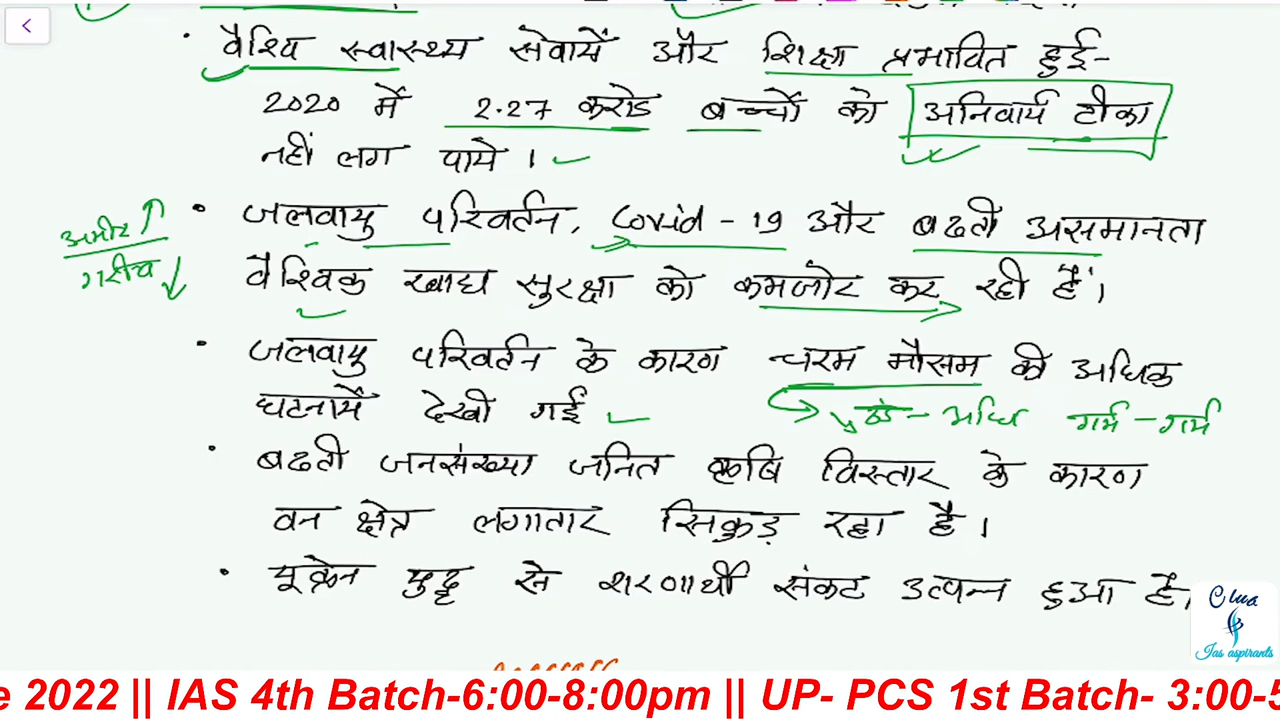 • वैश्वि स्वास्थ्य सेवायें और शिक्षा प्रभावित हुई-
2020 में 2.27 करोड बच्चों को अनिवार्य टीका
नहीं लग पाये ।
• जलवायु परिवर्तन, Covid-19 और बढती असमानता
अमीर ↑
गरीब ↓
वैश्विक खाद्य सुरक्षा को कमजोर कर रही हैं।
• जलवायु परिवर्तन के कारण चरम मौसम की अधिक
घटनायें देखी गई
ठंड - अधि गर्म - गर्म
• बढती जनसंख्या जनित कृषि विस्तार के कारण
वन क्षेत्र लगातार सिकुड़ रहा है ।
• यूक्रेन युद्ध से शरणार्थी संकट उत्पन्न हुआ है।
Clue
Ias aspirants
e 2022 || IAS 4th Batch-6:00-8:00pm || UP- PCS 1st Batch- 3:00-5